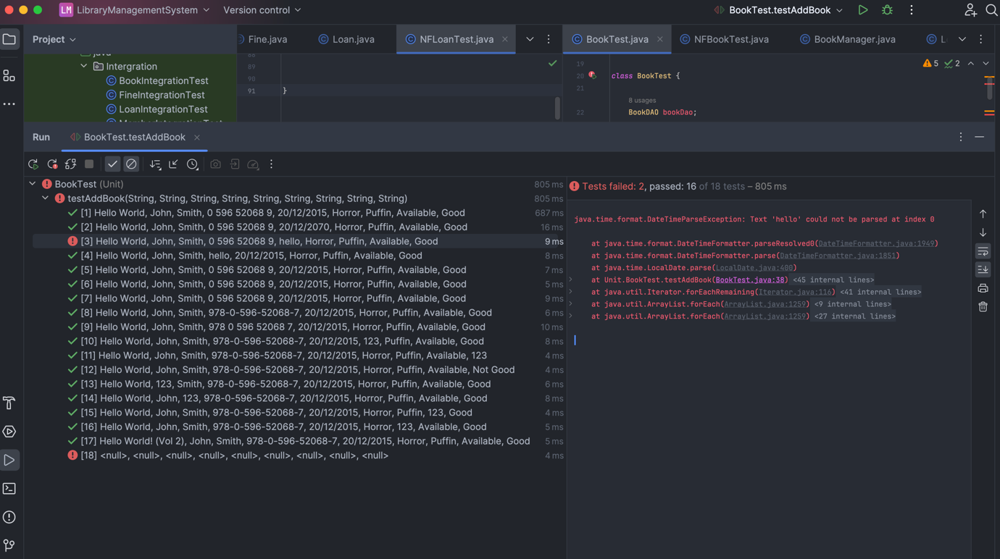 LM LibraryManagementSystem Version control BookTest.testAddBook
Project Fine.java Loan.java NFLoanTest.java BookTest.java NFBookTest.java BookManager.java
java
Intergration
BookIntegrationTest
FineIntegrationTest
LoanIntegrationTest
88
89
90
91 }
19
20 class BookTest {
21
8 usages
22 BookDAO bookDao;
5 2
Run BookTest.testAddBook
BookTest (Unit) 805 ms
testAddBook(String, String, String, String, String, String, String, String, String) 805 ms
[1] Hello World, John, Smith, 0 596 52068 9, 20/12/2015, Horror, Puffin, Available, Good 687 ms
[2] Hello World, John, Smith, 0 596 52068 9, 20/12/2070, Horror, Puffin, Available, Good 16 ms
[3] Hello World, John, Smith, 0 596 52068 9, hello, Horror, Puffin, Available, Good 9 ms
[4] Hello World, John, Smith, hello, 20/12/2015, Horror, Puffin, Available, Good 8 ms
[5] Hello World, John, Smith, 0 596 52068 9, 20/12/2015, Horror, Puffin, Available, Good 7 ms
[6] Hello World, John, Smith, 0 596 52068 9, 20/12/2015, Horror, Puffin, Available, Good 5 ms
[7] Hello World, John, Smith, 0 596 52068 9, 20/12/2015, Horror, Puffin, Available, Good 9 ms
[8] Hello World, John, Smith, 978-0-596-52068-7, 20/12/2015, Horror, Puffin, Available, Good 6 ms
[9] Hello World, John, Smith, 978 0 596 52068 7, 20/12/2015, Horror, Puffin, Available, Good 10 ms
[10] Hello World, John, Smith, 978-0-596-52068-7, 20/12/2015, 123, Puffin, Available, Good 8 ms
[11] Hello World, John, Smith, 978-0-596-52068-7, 20/12/2015, Horror, Puffin, Available, 123 4 ms
[12] Hello World, John, Smith, 978-0-596-52068-7, 20/12/2015, Horror, Puffin, Available, Not Good 4 ms
[13] Hello World, 123, Smith, 978-0-596-52068-7, 20/12/2015, Horror, Puffin, Available, Good 6 ms
[14] Hello World, John, 123, 978-0-596-52068-7, 20/12/2015, Horror, Puffin, Available, Good 8 ms
[15] Hello World, John, Smith, 978-0-596-52068-7, 20/12/2015, Horror, Puffin, 123, Good 4 ms
[16] Hello World, John, Smith, 978-0-596-52068-7, 20/12/2015, Horror, 123, Available, Good 5 ms
[17] Hello World! (Vol 2), John, Smith, 978-0-596-52068-7, 20/12/2015, Horror, Puffin, Available, Good 5 ms
[18] <null>, <null>, <null>, <null>, <null>, <null>, <null>, <null>, <null> 4 ms
Tests failed: 2, passed: 16 of 18 tests – 805 ms
java.time.format.DateTimeParseException: Text 'hello' could not be parsed at index 0
at java.time.format.DateTimeFormatter.parseResolved0(DateTimeFormatter.java:1949)
at java.time.format.DateTimeFormatter.parse(DateTimeFormatter.java:1851)
at java.time.LocalDate.parse(LocalDate.java:400)
at Unit.BookTest.testAddBook(BookTest.java:38) <45 internal lines>
at java.util.Iterator.forEachRemaining(Iterator.java:116) <41 internal lines>
at java.util.ArrayList.forEach(ArrayList.java:1259) <9 internal lines>
at java.util.ArrayList.forEach(ArrayList.java:1259) <27 internal lines>